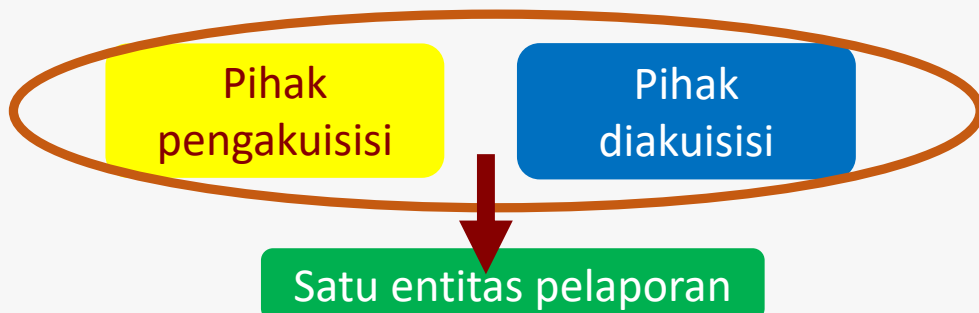 Pihak
pengakuisisi
Pihak
diakuisisi
Satu entitas pelaporan